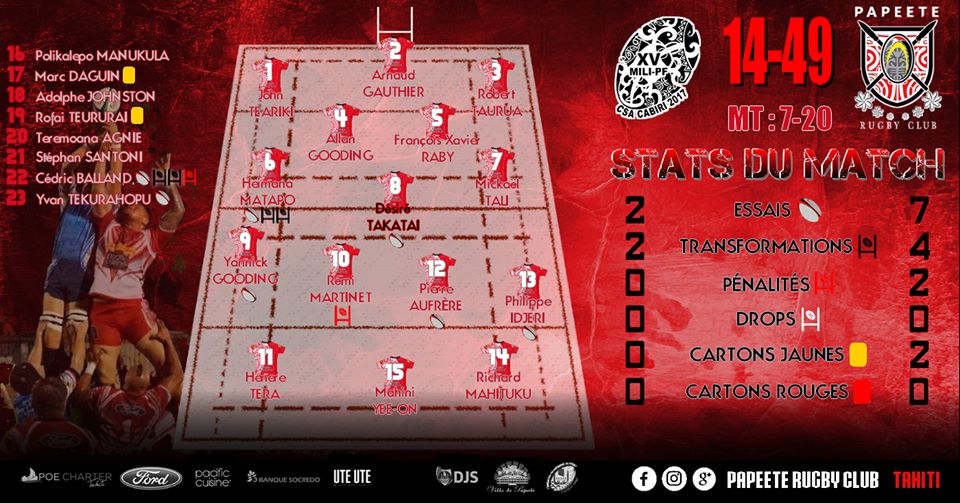 16 Polikalepo MANUKULA
17 Marc DAGUIN
18 Adolphe JOHNSTON
19 Rofai TEURURAI
20 Teremoana AGNIE
21 Stéphan SANTONI
22 Cédric BALLAND
23 Yvan TEKURAHOPU
1
John
TEARIKI
2
Arnaud
GAUTHIER
3
Robert
TAURUA
4
Allan
GOODING
5
François Xavier
RABY
6
Hamana
MATAPO
7
Mickael
TALI
8
Désiré
TAKATAI
9
Yannick
GOODING
10
Rémi
MARTINET
12
Pierre
AUFRÈRE
13
Philippe
IDJERI
11
TERA
15
Mahini
YEE-ON
14
Richard
MAHITUKU
XV
MILI-PF
CSA CABIRI 2017
14-49
MT : 7-20
PAPEETE
RUGBY CLUB
STATS DU MATCH
2 ESSAIS 7
2 TRANSFORMATIONS 4
0 PÉNALITÉS 2
0 DROPS 0
0 CARTONS JAUNES 2
0 CARTONS ROUGES 0
POE CHARTER
Ford
pacific
cuisine
BANQUE SOCREDO
UTE UTE
DJS
Ville de Papeete
f g+ PAPEETE RUGBY CLUB TAHITI